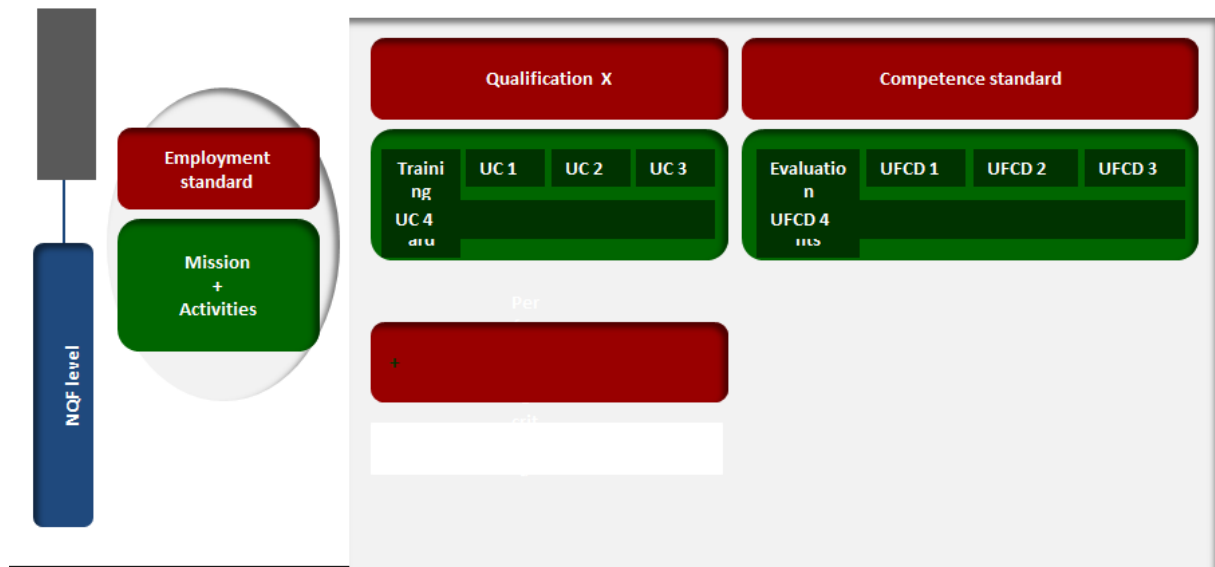 Qualification X
Competence standard
Employment
standard
Traini
ng
UC 1
UC 2
UC 3
UC 4
Evaluatio
n
UFCD 1
UFCD 2
UFCD 3
UFCD 4
Mission
+
Activities
Per
+
NQF level